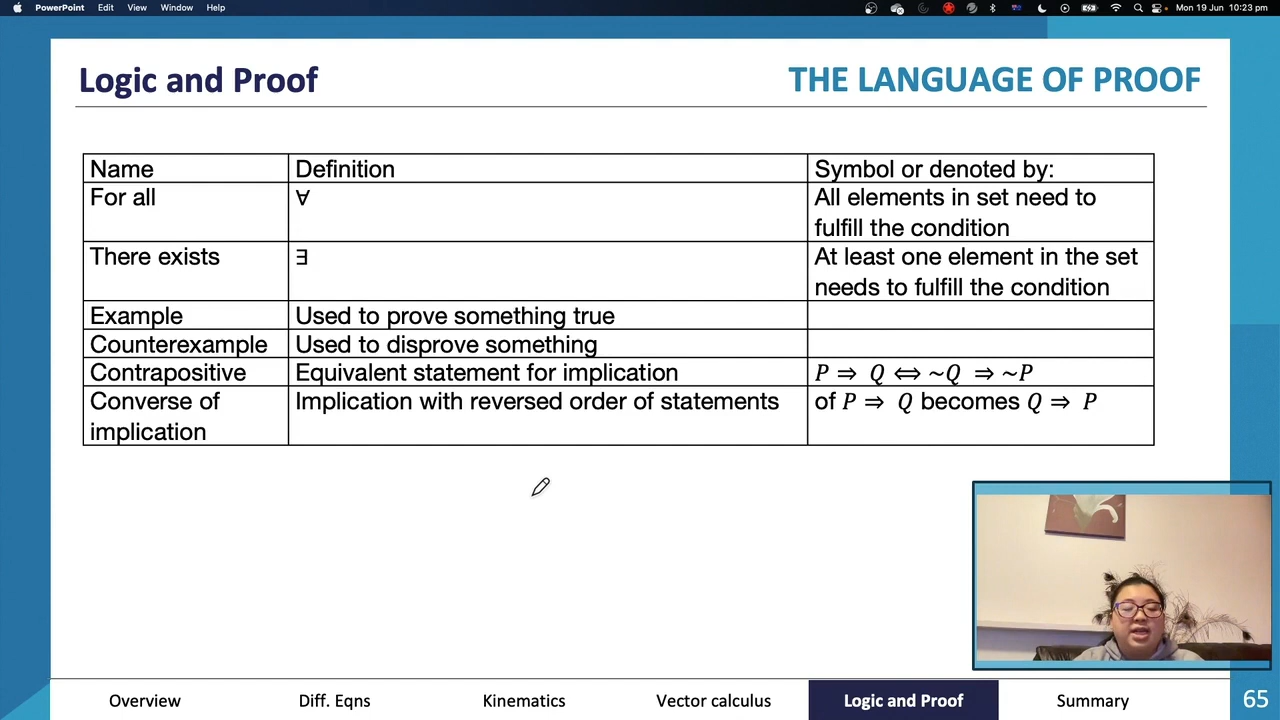 PowerPoint Edit View Window Help Mon 19 Jun 10:23 pm
Logic and Proof
THE LANGUAGE OF PROOF
Name Definition Symbol or denoted by:
For all ∀ All elements in set need to
fulfill the condition
There exists ∃ At least one element in the set
needs to fulfill the condition
Example Used to prove something true
Counterexample Used to disprove something
Contrapositive Equivalent statement for implication P ⇒ Q ⇔ ~Q ⇒ ~P
Converse of Implication with reversed order of statements of P ⇒ Q becomes Q ⇒ P
implication
Overview Diff. Eqns Kinematics Vector calculus Logic and Proof Summary 65